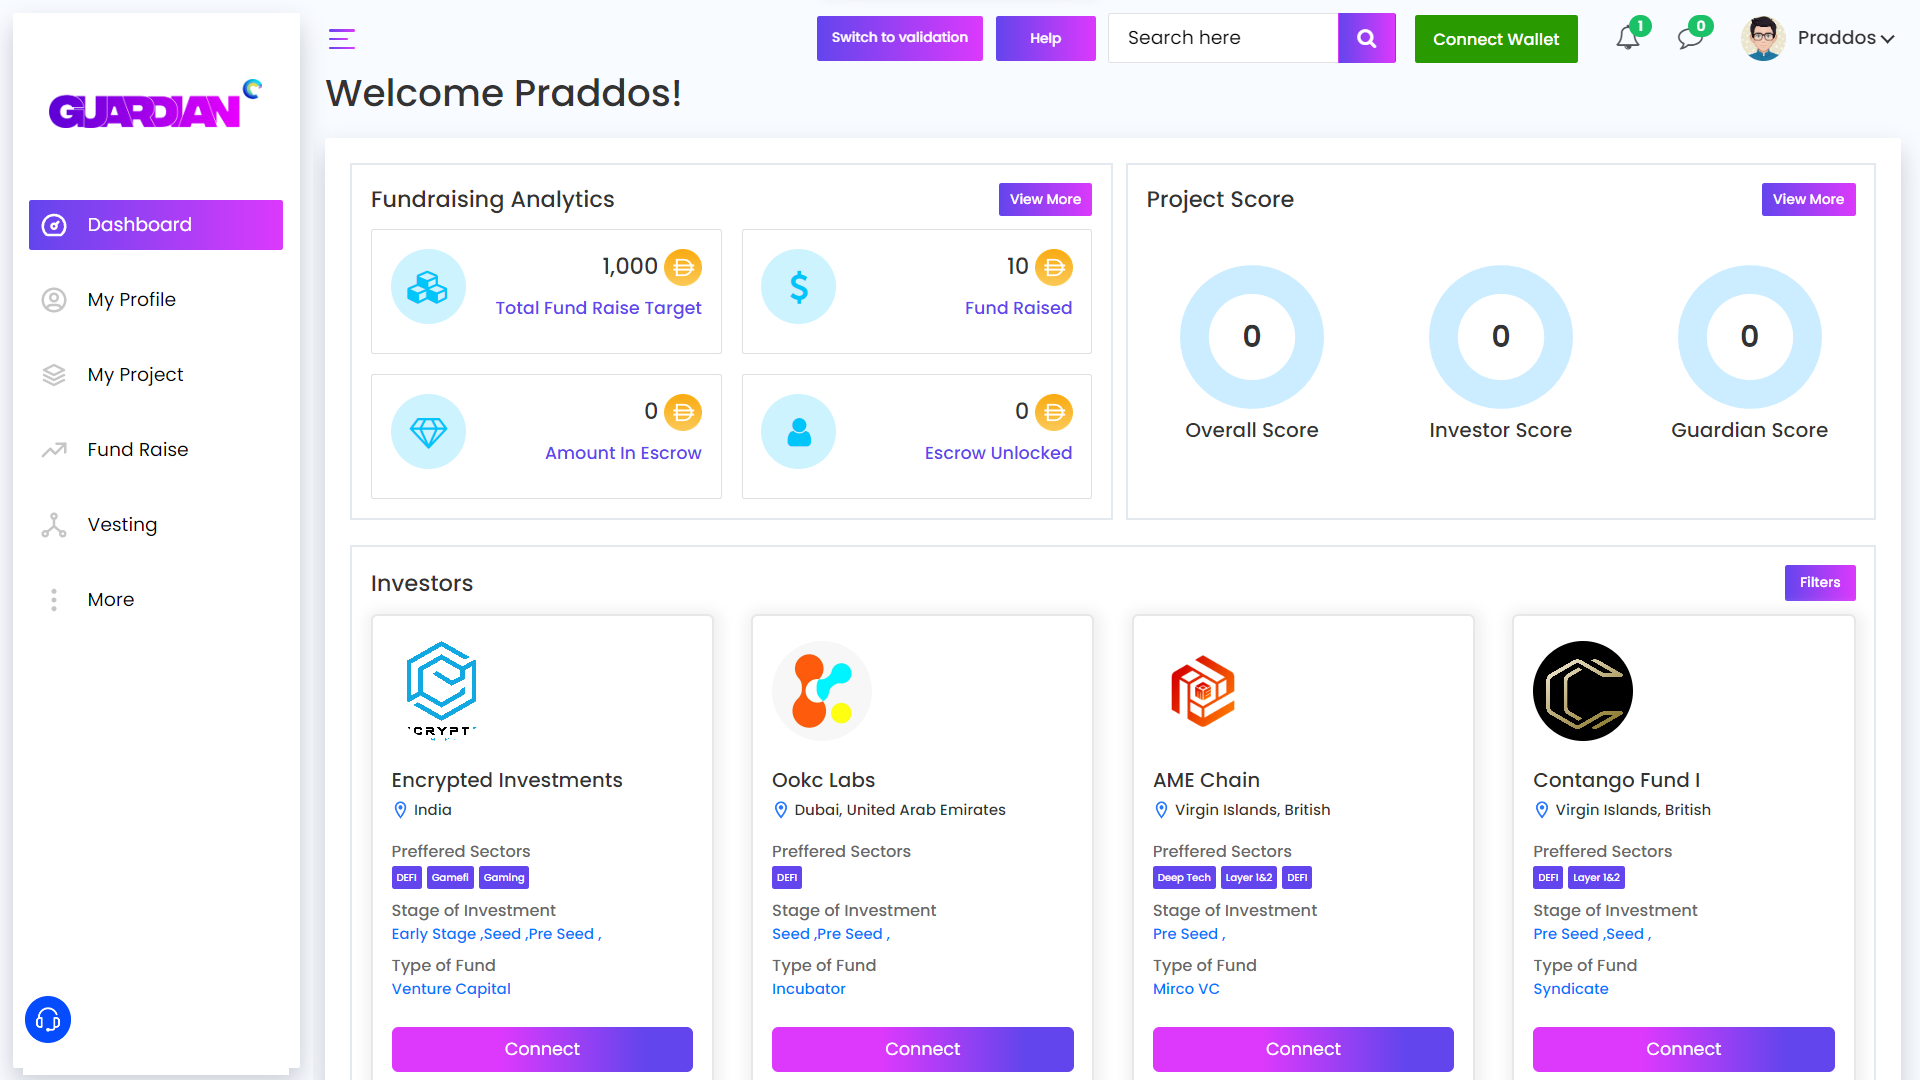 GUARDIAN
Dashboard
My Profile
My Project
Fund Raise
Vesting
More
Switch to validation
Help
Search here
Connect Wallet
1
0
Praddos
Welcome Praddos!
Fundraising Analytics
View More
1,000
Total Fund Raise Target
10
Fund Raised
0
Amount In Escrow
0
Escrow Unlocked
Project Score
View More
0
Overall Score
0
Investor Score
0
Guardian Score
Investors
Filters
CRYPT
Encrypted Investments
India
Preffered Sectors
DEFI Gamefi Gaming
Stage of Investment
Early Stage ,Seed ,Pre Seed ,
Type of Fund
Venture Capital
Connect
Ookc Labs
Dubai, United Arab Emirates
Preffered Sectors
DEFI
Stage of Investment
Seed ,Pre Seed ,
Type of Fund
Incubator
Connect
AME Chain
Virgin Islands, British
Preffered Sectors
Deep Tech Layer 1&2 DEFI
Stage of Investment
Pre Seed ,
Type of Fund
Mirco VC
Connect
Contango Fund I
Virgin Islands, British
Preffered Sectors
DEFI Layer 1&2
Stage of Investment
Pre Seed ,Seed ,
Type of Fund
Syndicate
Connect